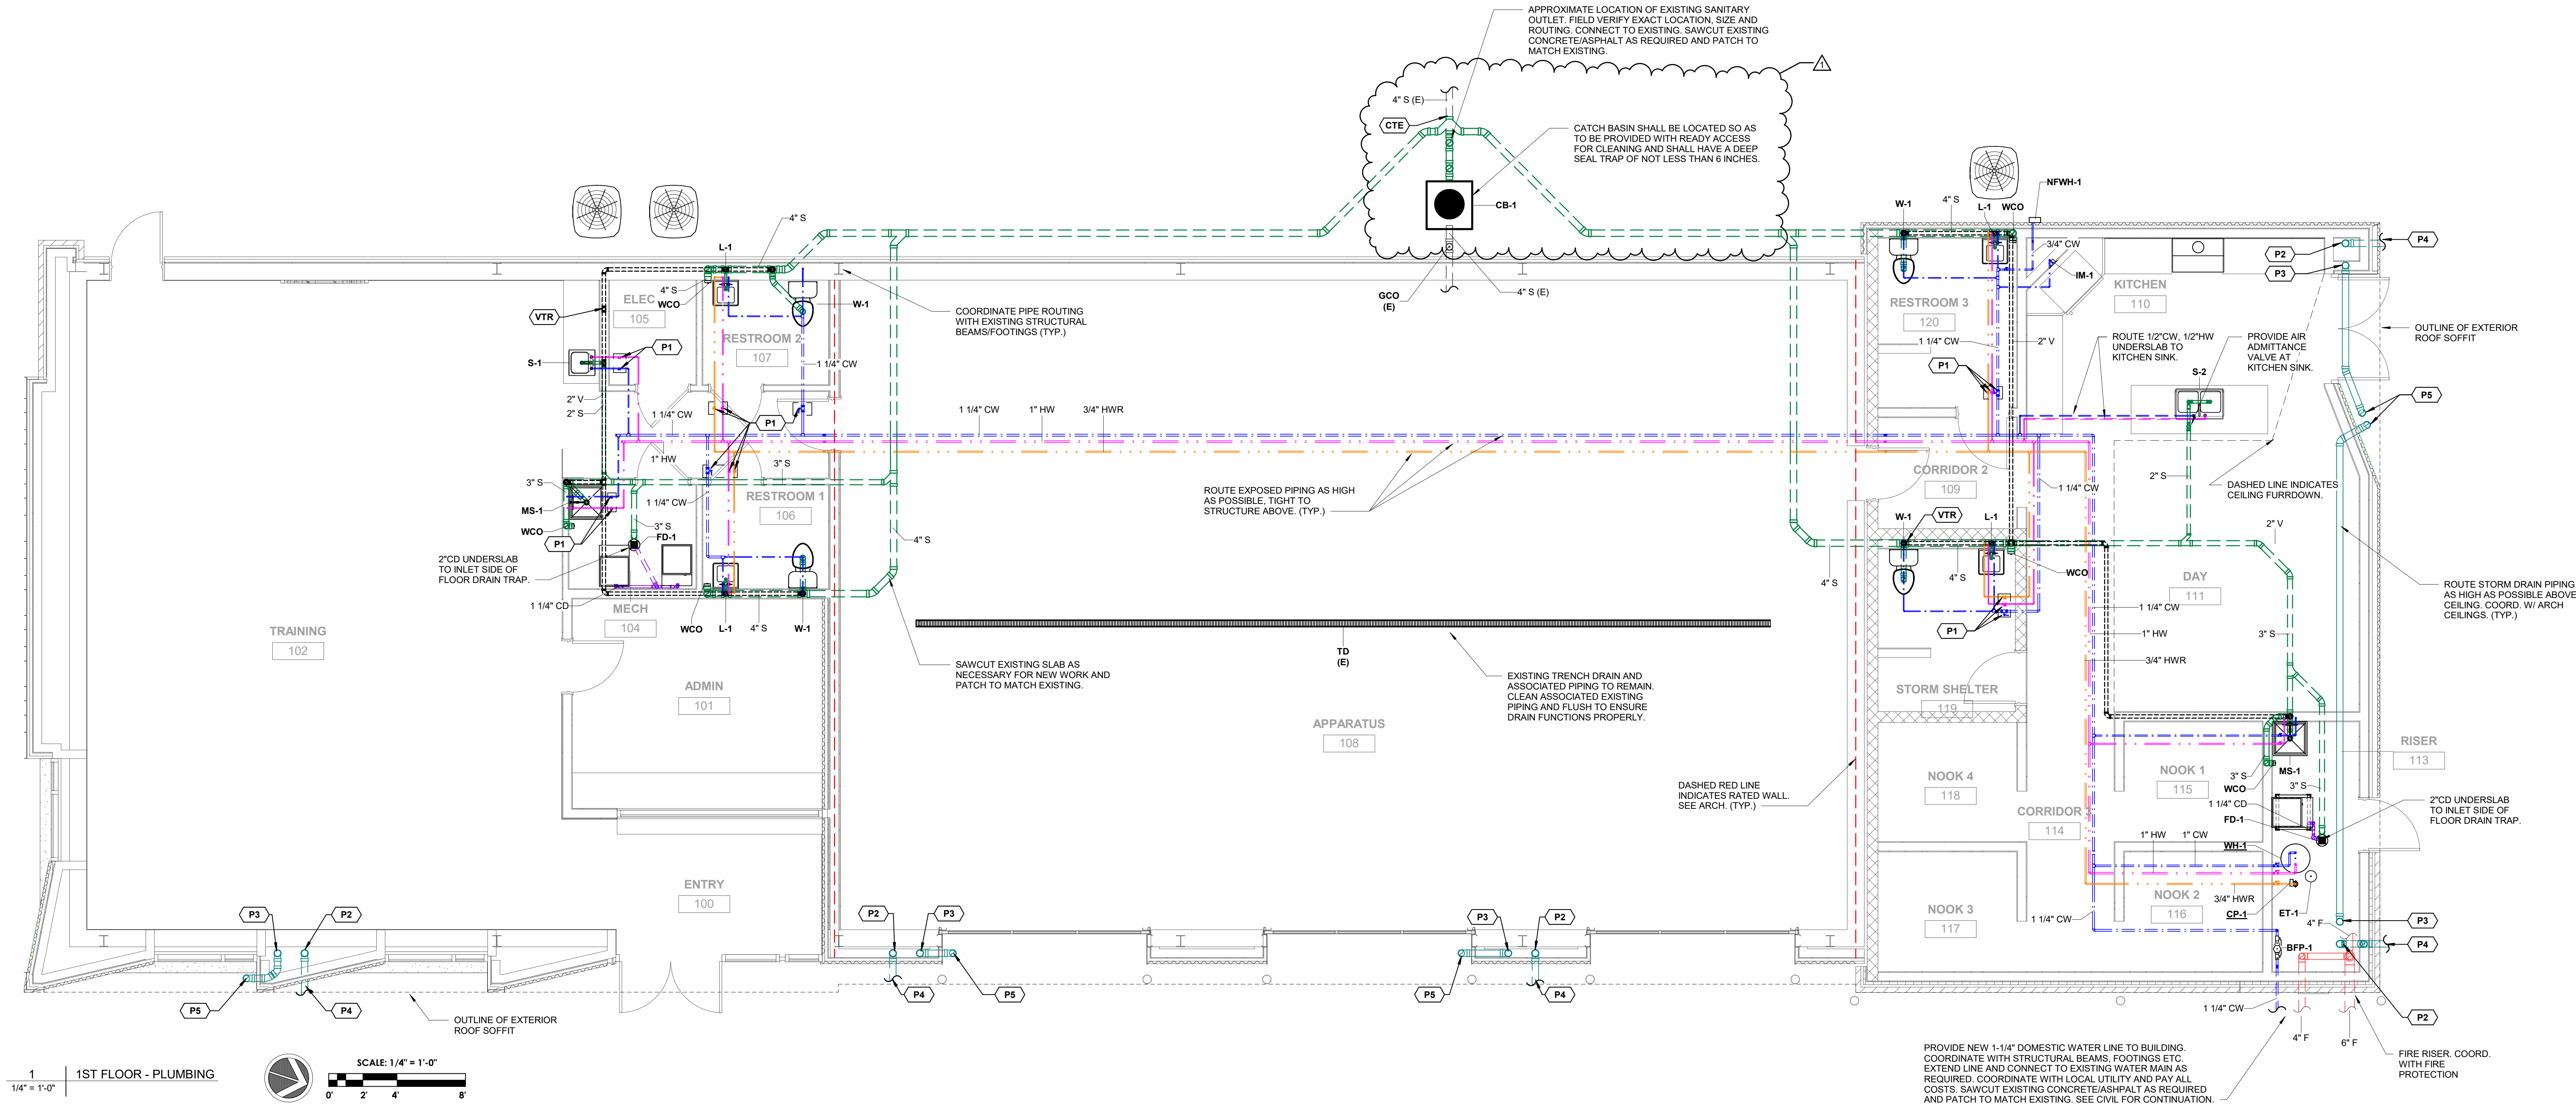 APPROXIMATE LOCATION OF EXISTING SANITARY
OUTLET. FIELD VERIFY EXACT LOCATION, SIZE AND
ROUTING. CONNECT TO EXISTING. SAWCUT EXISTING
CONCRETE/ASPHALT AS REQUIRED AND PATCH TO
MATCH EXISTING.
1
4" S (E)
CTE
CATCH BASIN SHALL BE LOCATED SO AS
TO BE PROVIDED WITH READY ACCESS
FOR CLEANING AND SHALL HAVE A DEEP
SEAL TRAP OF NOT LESS THAN 6 INCHES.
CB-1
GCO
(E)
4" S (E)
NFWH-1
W-1
4" S
L-1
WCO
3/4" CW
IM-1
P2
P4
P3
KITCHEN
110
RESTROOM 3
120
OUTLINE OF EXTERIOR
ROOF SOFFIT
1 1/4" CW
2" V
ROUTE 1/2"CW, 1/2"HW
UNDERSLAB TO
KITCHEN SINK.
PROVIDE AIR
ADMITTANCE
VALVE AT
KITCHEN SINK.
P1
S-2
P5
4" S
L-1
4" S
WCO
ELEC
105
VTR
W-1
COORDINATE PIPE ROUTING
WITH EXISTING STRUCTURAL
BEAMS/FOOTINGS (TYP.)
RESTROOM 2
107
P1
S-1
1 1/4" CW
2" V
2" S
1 1/4" CW
P1
1 1/4" CW
1" HW
3/4" HWR
1" HW
3" S
3" S
1 1/4" CW
RESTROOM 1
106
MS-1
WCO
P1
3" S
FD-1
2"CD UNDERSLAB
TO INLET SIDE OF
FLOOR DRAIN TRAP.
1 1/4" CD
MECH
104
WCO
L-1
4" S
W-1
4" S
ROUTE EXPOSED PIPING AS HIGH
AS POSSIBLE, TIGHT TO
STRUCTURE ABOVE. (TYP.)
CORRIDOR 2
109
1 1/4" CW
2" S
DASHED LINE INDICATES
CEILING FURRDOWN.
2" V
W-1
VTR
L-1
4" S
4" S
WCO
DAY
111
ROUTE STORM DRAIN PIPING
AS HIGH AS POSSIBLE ABOVE
CEILING. COORD. W/ ARCH
CEILINGS. (TYP.)
P1
1 1/4" CW
1" HW
3/4" HWR
3" S
TRAINING
102
SAWCUT EXISTING SLAB AS
NECESSARY FOR NEW WORK AND
PATCH TO MATCH EXISTING.
TD
(E)
EXISTING TRENCH DRAIN AND
ASSOCIATED PIPING TO REMAIN.
CLEAN ASSOCIATED EXISTING
PIPING AND FLUSH TO ENSURE
DRAIN FUNCTIONS PROPERLY.
ADMIN
101
APPARATUS
108
STORM SHELTER
119
RISER
113
DASHED RED LINE
INDICATES RATED WALL.
SEE ARCH. (TYP.)
NOOK 4
118
NOOK 1
115
3" S
MS-1
WCO
3" S
1 1/4" CD
FD-1
2"CD UNDERSLAB
TO INLET SIDE OF
FLOOR DRAIN TRAP.
CORRIDOR
114
1" HW
1" CW
WH-1
ENTRY
100
NOOK 3
117
NOOK 2
116
3/4" HWR
CP-1
ET-1
1 1/4" CW
4" F
BFP-1
P3
P4
P3
P2
P2
P3
P3
P2
P5
P4
P4
P5
P5
P4
P2
OUTLINE OF EXTERIOR
ROOF SOFFIT
1 1/4" CW
4" F
6" F
FIRE RISER. COORD.
WITH FIRE
PROTECTION
PROVIDE NEW 1-1/4" DOMESTIC WATER LINE TO BUILDING.
COORDINATE WITH STRUCTURAL BEAMS, FOOTINGS ETC.
EXTEND LINE AND CONNECT TO EXISTING WATER MAIN AS
REQUIRED. COORDINATE WITH LOCAL UTILITY AND PAY ALL
COSTS. SAWCUT EXISTING CONCRETE/ASHPALT AS REQUIRED
AND PATCH TO MATCH EXISTING. SEE CIVIL FOR CONTINUATION.
1
1/4" = 1'-0"
1ST FLOOR - PLUMBING
SCALE: 1/4" = 1'-0"
0' 2' 4' 8'